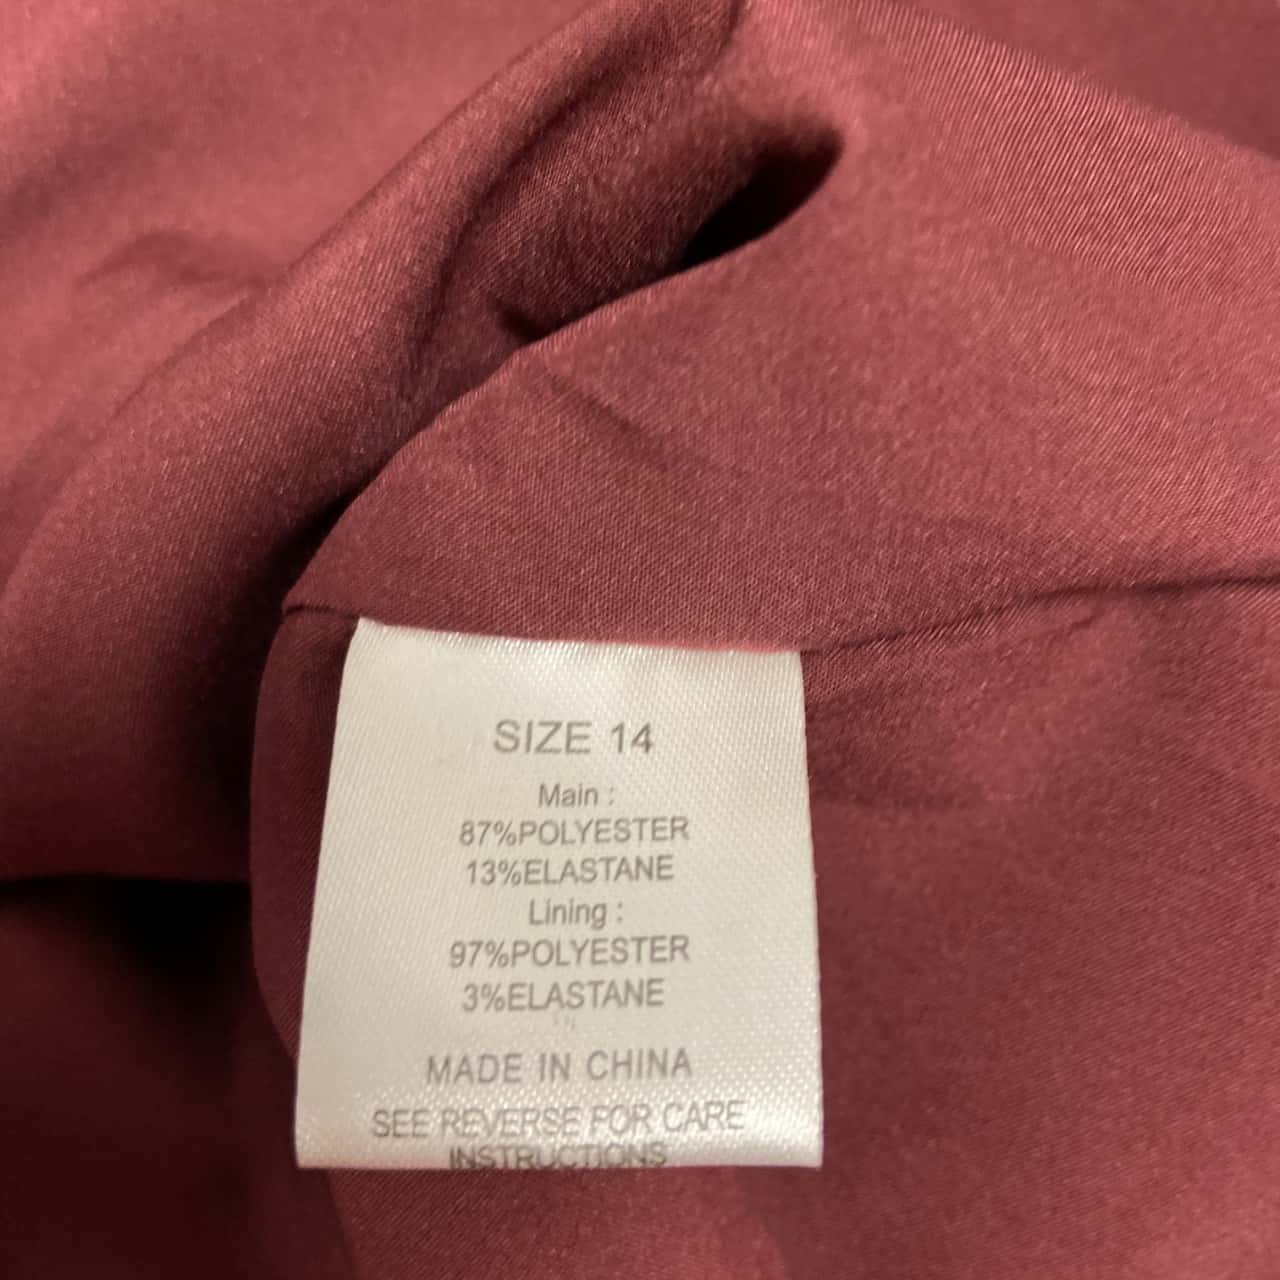 SIZE 14
Main :
87%POLYESTER
13%ELASTANE
Lining :
97%POLYESTER
3%ELASTANE
MADE IN CHINA
SEE REVERSE FOR CARE
INSTRUCTIONS